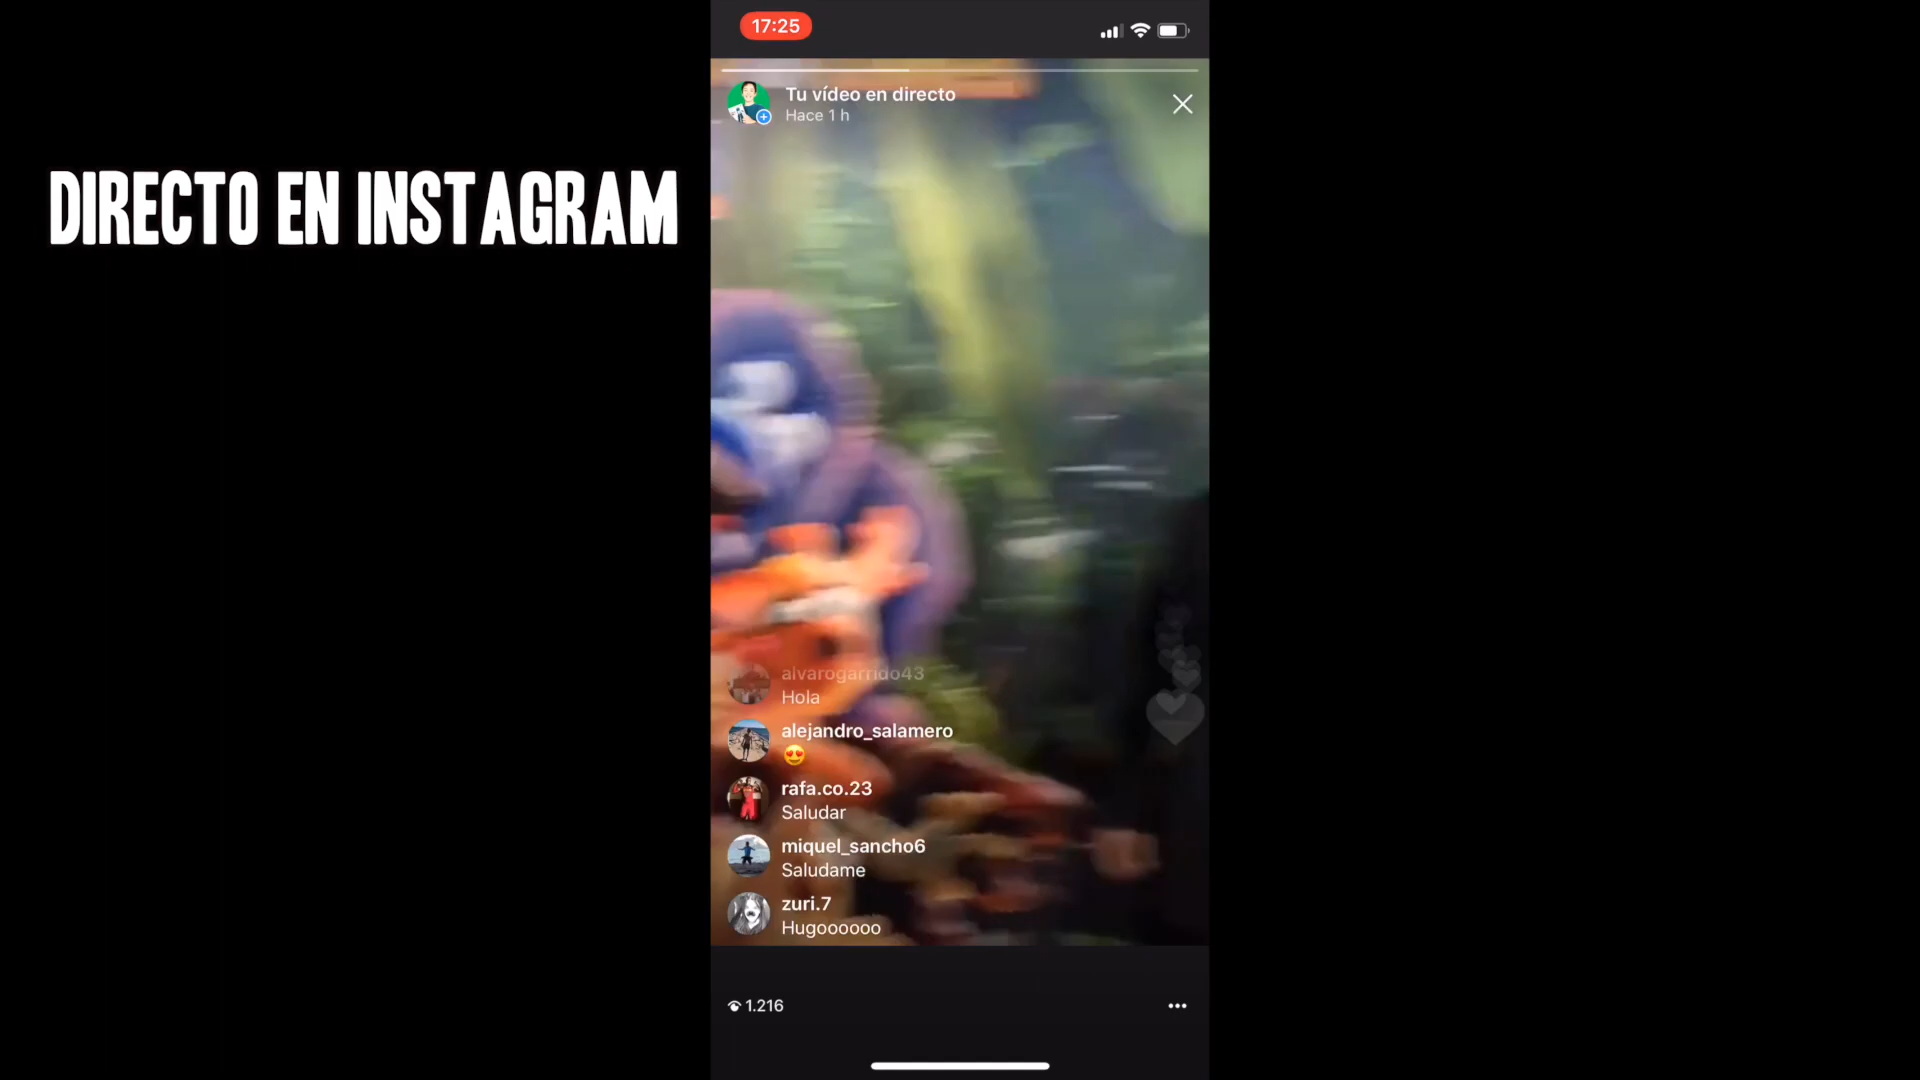 17:25
Tu vídeo en directo
Hace 1 h
DIRECTO EN INSTAGRAM
alvarogarrido43
Hola
alejandro_salamero
😍
rafa.co.23
Saludar
miquel_sancho6
Saludame
zuri.7
Hugoooooo
1.216